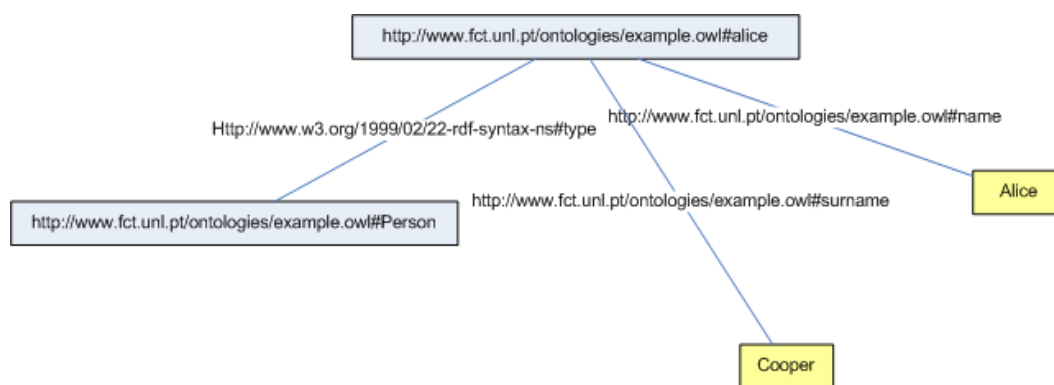 http://www.fct.unl.pt/ontologies/example.owl#alice
http://www.fct.unl.pt/ontologies/example.owl#name
Http://www.w3.org/1999/02/22-rdf-syntax-ns#type
Alice
http://www.fct.unl.pt/ontologies/example.owl#surname
http://www.fct.unl.pt/ontologies/example.owl#Person
Cooper